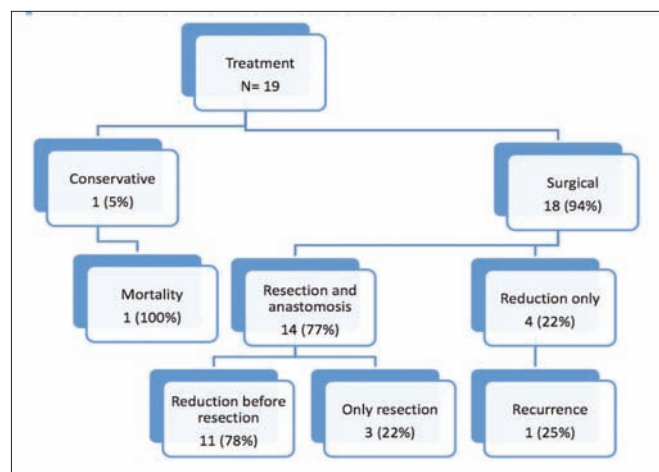 Treatment
N= 19
Conservative
1 (5%)
Surgical
18 (94%)
Mortality
1 (100%)
Resection and
anastomosis
14 (77%)
Reduction only
4 (22%)
Reduction before
resection
11 (78%)
Only resection
3 (22%)
Recurrence
1 (25%)